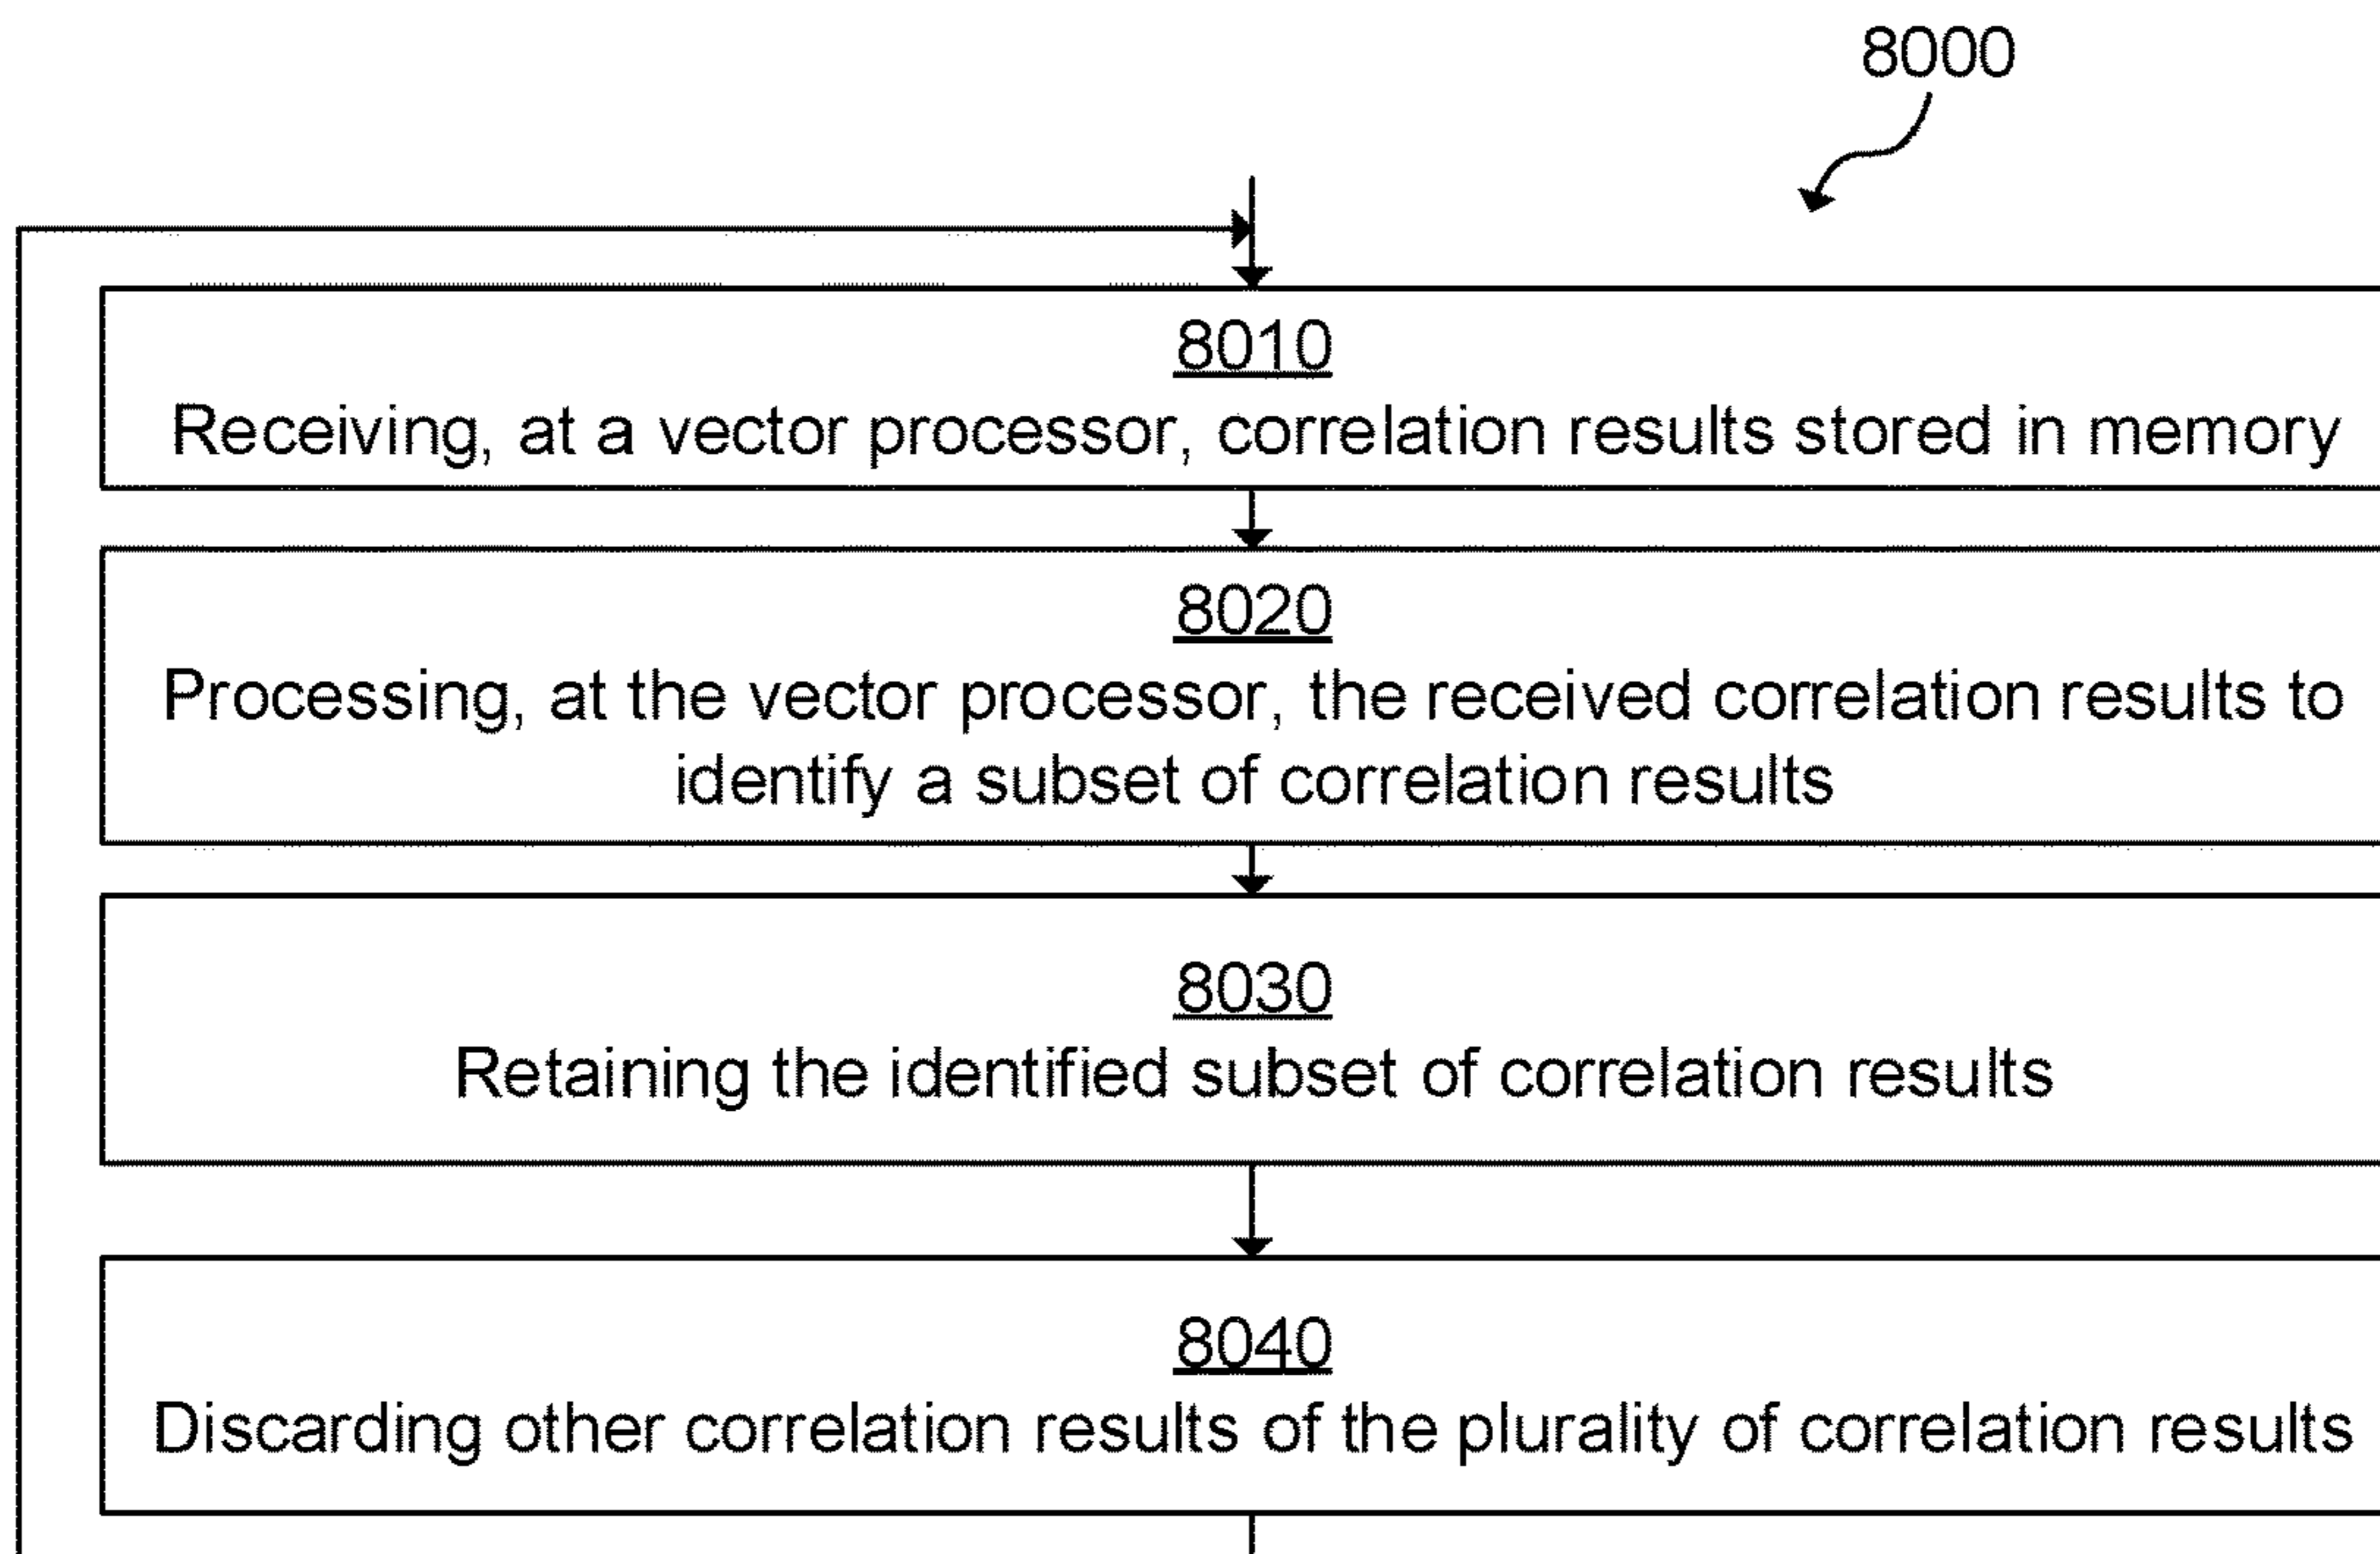 8000
8010
Receiving, at a vector processor, correlation results stored in memory
8020
Processing, at the vector processor, the received correlation results to
identify a subset of correlation results
8030
Retaining the identified subset of correlation results
8040
Discarding other correlation results of the plurality of correlation results